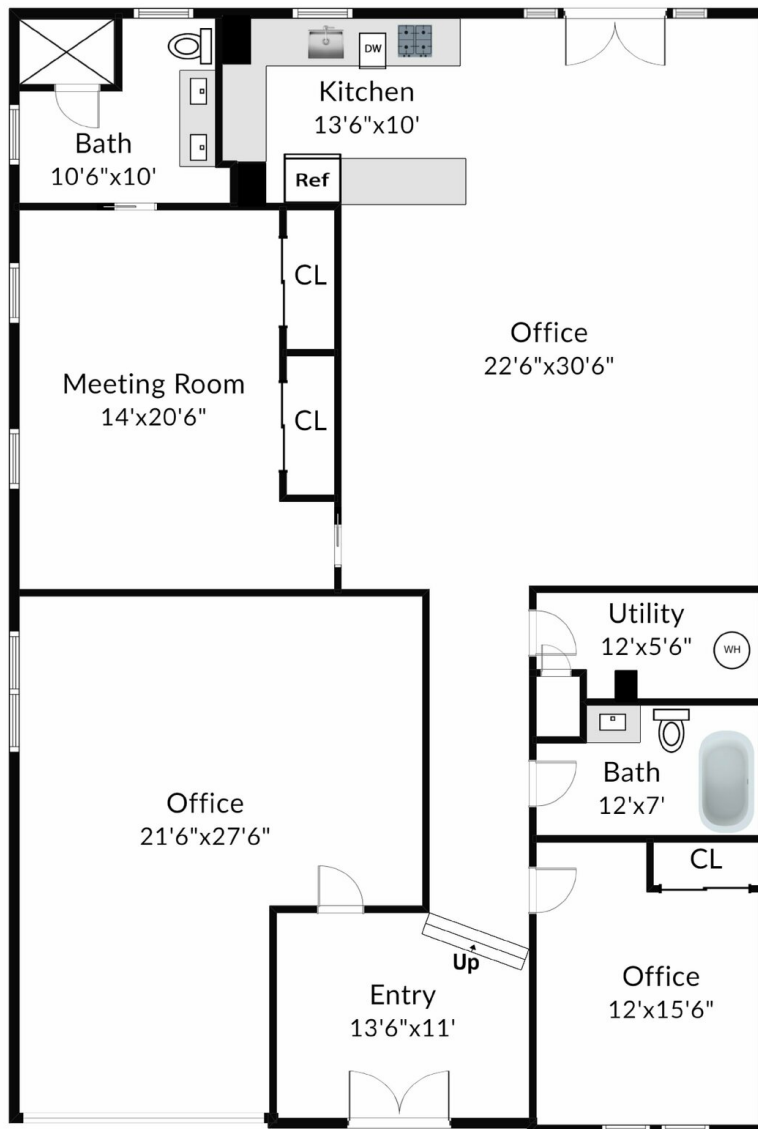 DW
Kitchen
13'6"x10'
Bath
10'6"x10'
Ref
CL
Office
22'6"x30'6"
Meeting Room
14'x20'6"
CL
Utility
12'x5'6"
WH
Bath
12'x7'
Office
21'6"x27'6"
CL
Up
Office
12'x15'6"
Entry
13'6"x11'